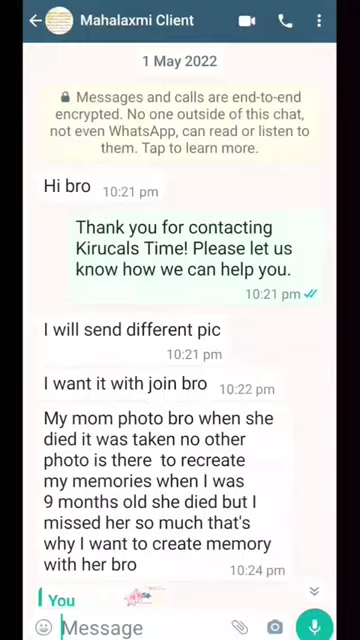 Mahalaxmi Client
1 May 2022
Messages and calls are end-to-end
encrypted. No one outside of this chat,
not even WhatsApp, can read or listen to
them. Tap to learn more.
Hi bro 10:21 pm
Thank you for contacting
Kirucals Time! Please let us
know how we can help you.
10:21 pm
I will send different pic
10:21 pm
I want it with join bro 10:22 pm
My mom photo bro when she
died it was taken no other
photo is there to recreate
my memories when I was
9 months old she died but I
missed her so much that's
why I want to create memory
with her bro
10:24 pm
You
Message